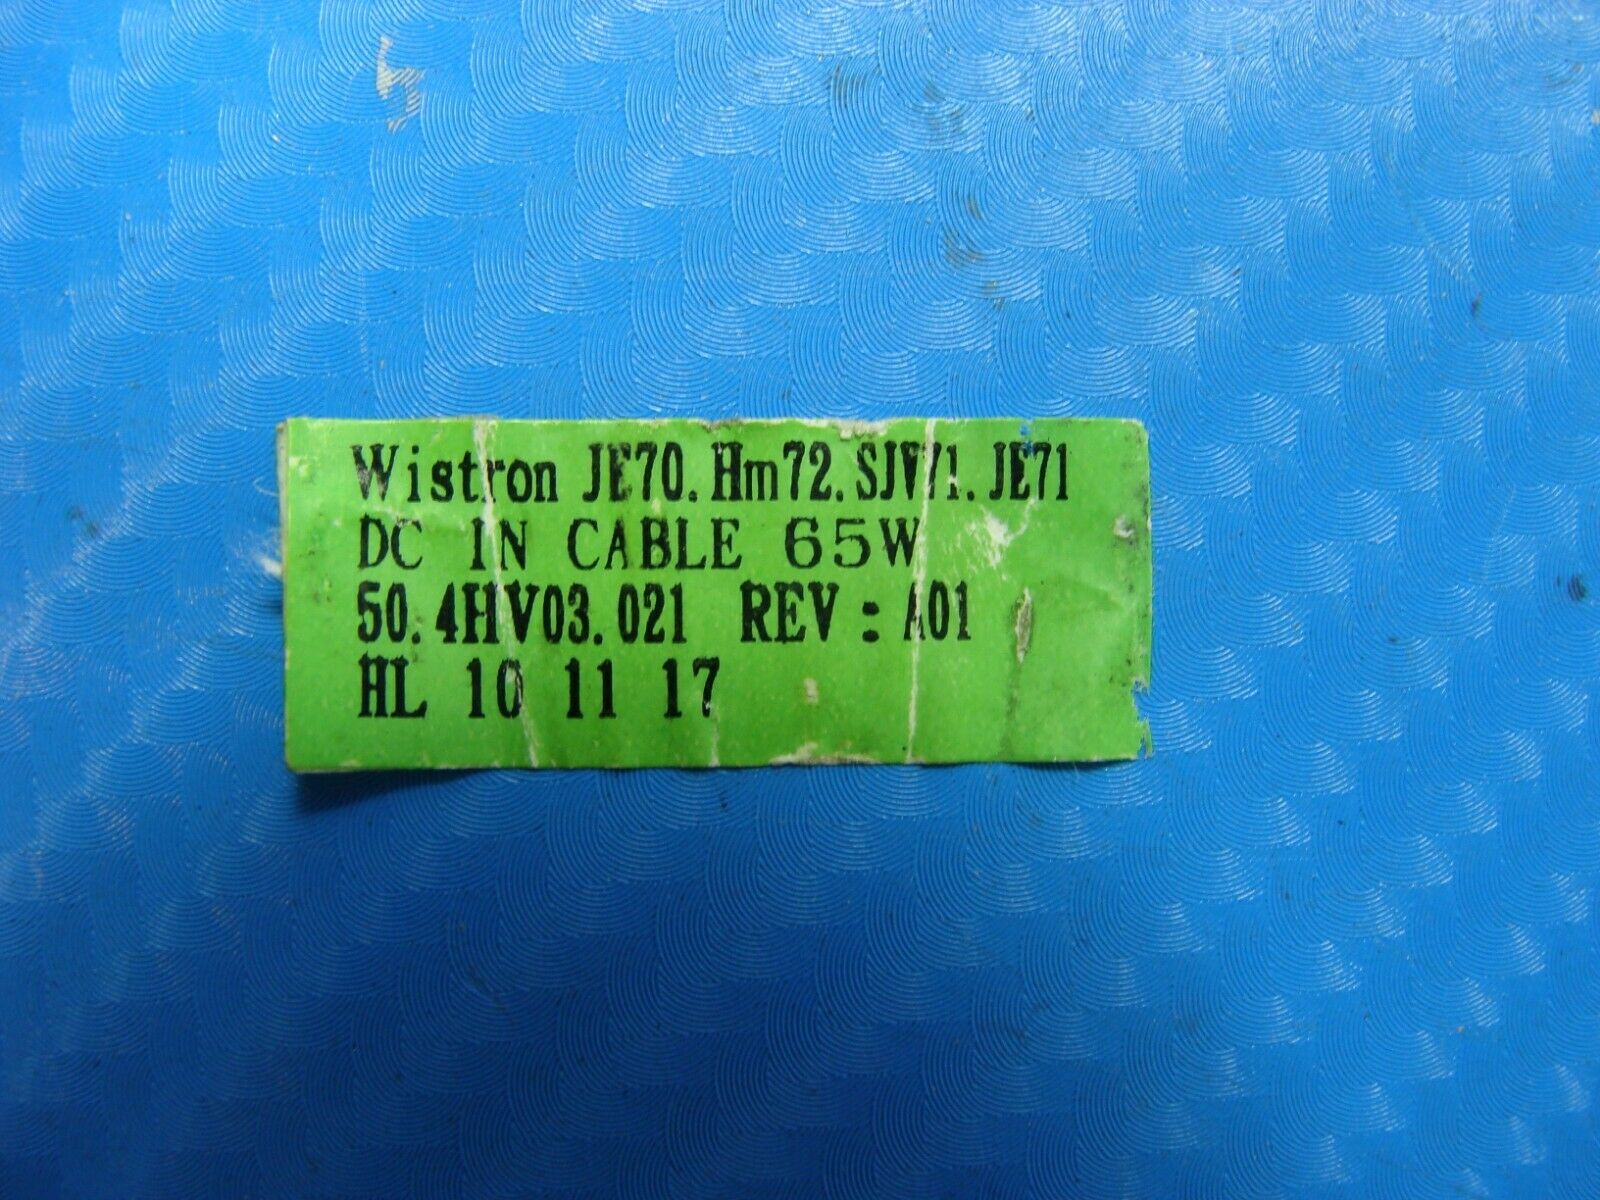 Wistron JE70.Hm72.SJV71.JE71
DC IN CABLE 65W
50.4HV03.021 REV:A01
HL 10 11 17